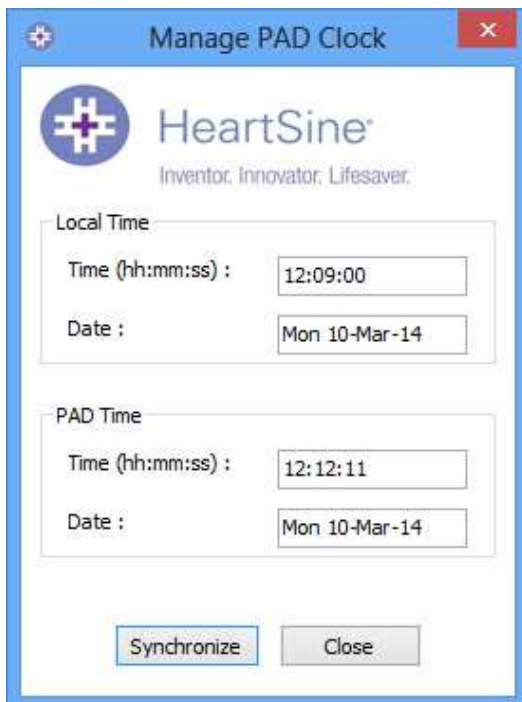 Manage PAD Clock
HeartSine®
Inventor. Innovator. Lifesaver.
Local Time
Time (hh:mm:ss) : 12:09:00
Date : Mon 10-Mar-14
PAD Time
Time (hh:mm:ss) : 12:12:11
Date : Mon 10-Mar-14
Synchronize Close